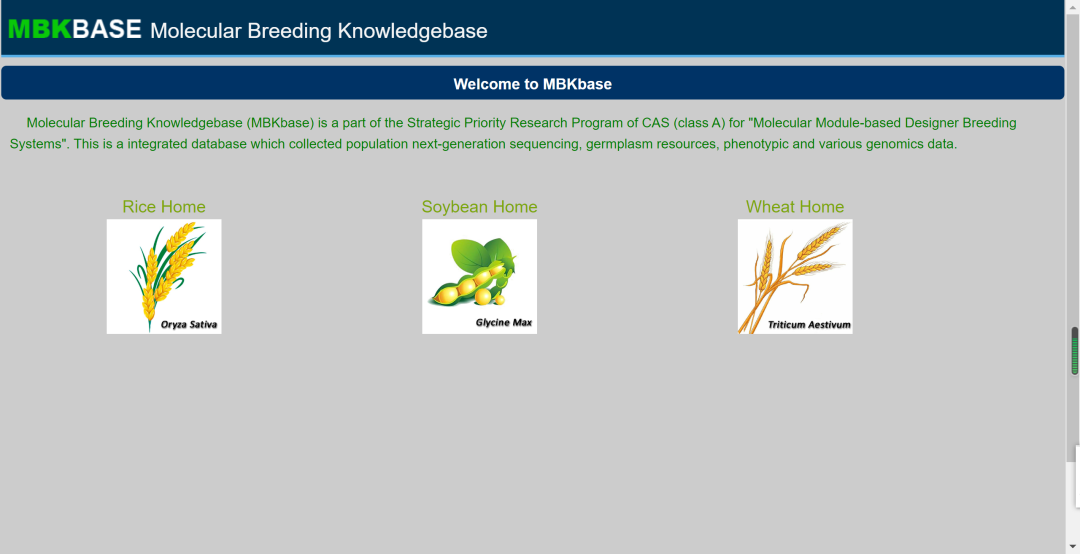 MBKBASE Molecular Breeding Knowledgebase
Welcome to MBKbase
Molecular Breeding Knowledgebase (MBKbase) is a part of the Strategic Priority Research Program of CAS (class A) for "Molecular Module-based Designer Breeding
Systems". This is a integrated database which collected population next-generation sequencing, germplasm resources, phenotypic and various genomics data.
Rice Home
Soybean Home
Wheat Home
Oryza Sativa
Glycine Max
Triticum Aestivum